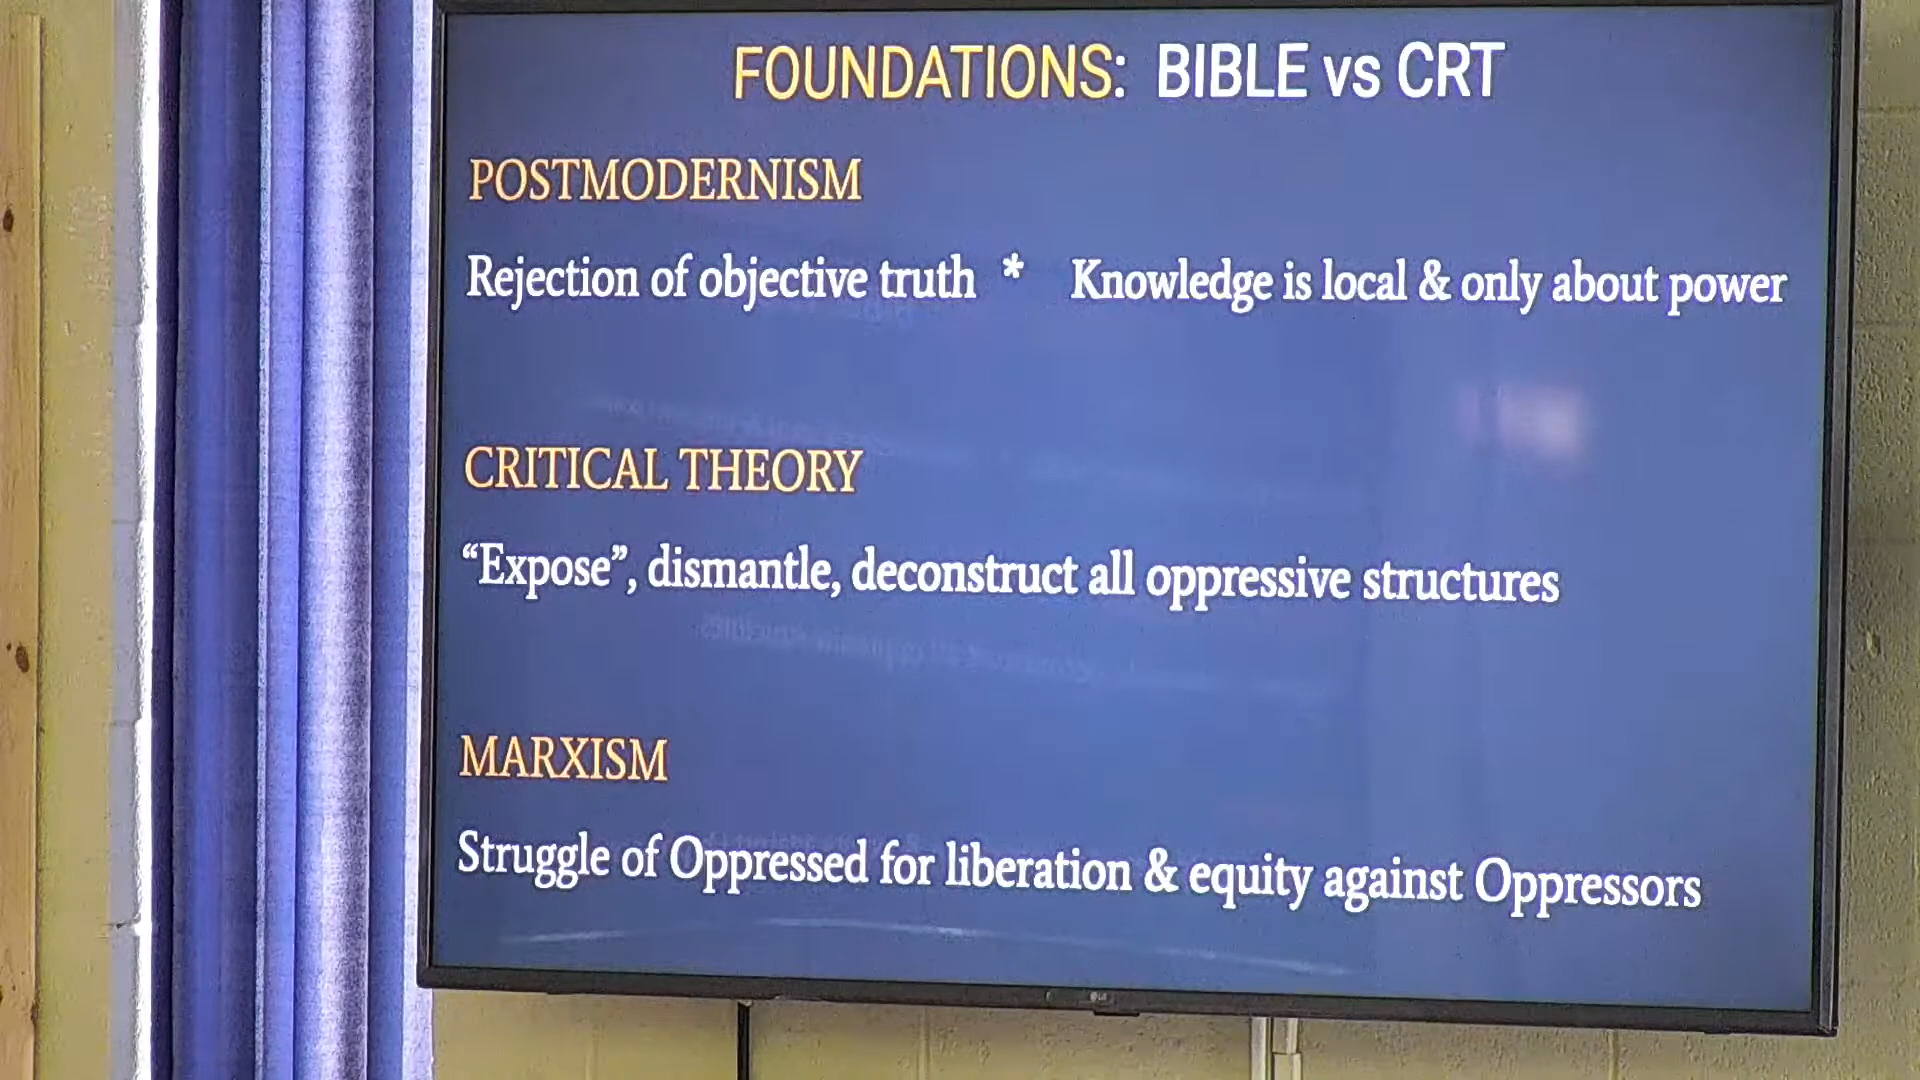 FOUNDATIONS: BIBLE vs CRT
POSTMODERNISM
Rejection of objective truth * Knowledge is local & only about power
CRITICAL THEORY
“Expose”, dismantle, deconstruct all oppressive structures
MARXISM
Struggle of Oppressed for liberation & equity against Oppressors
LG